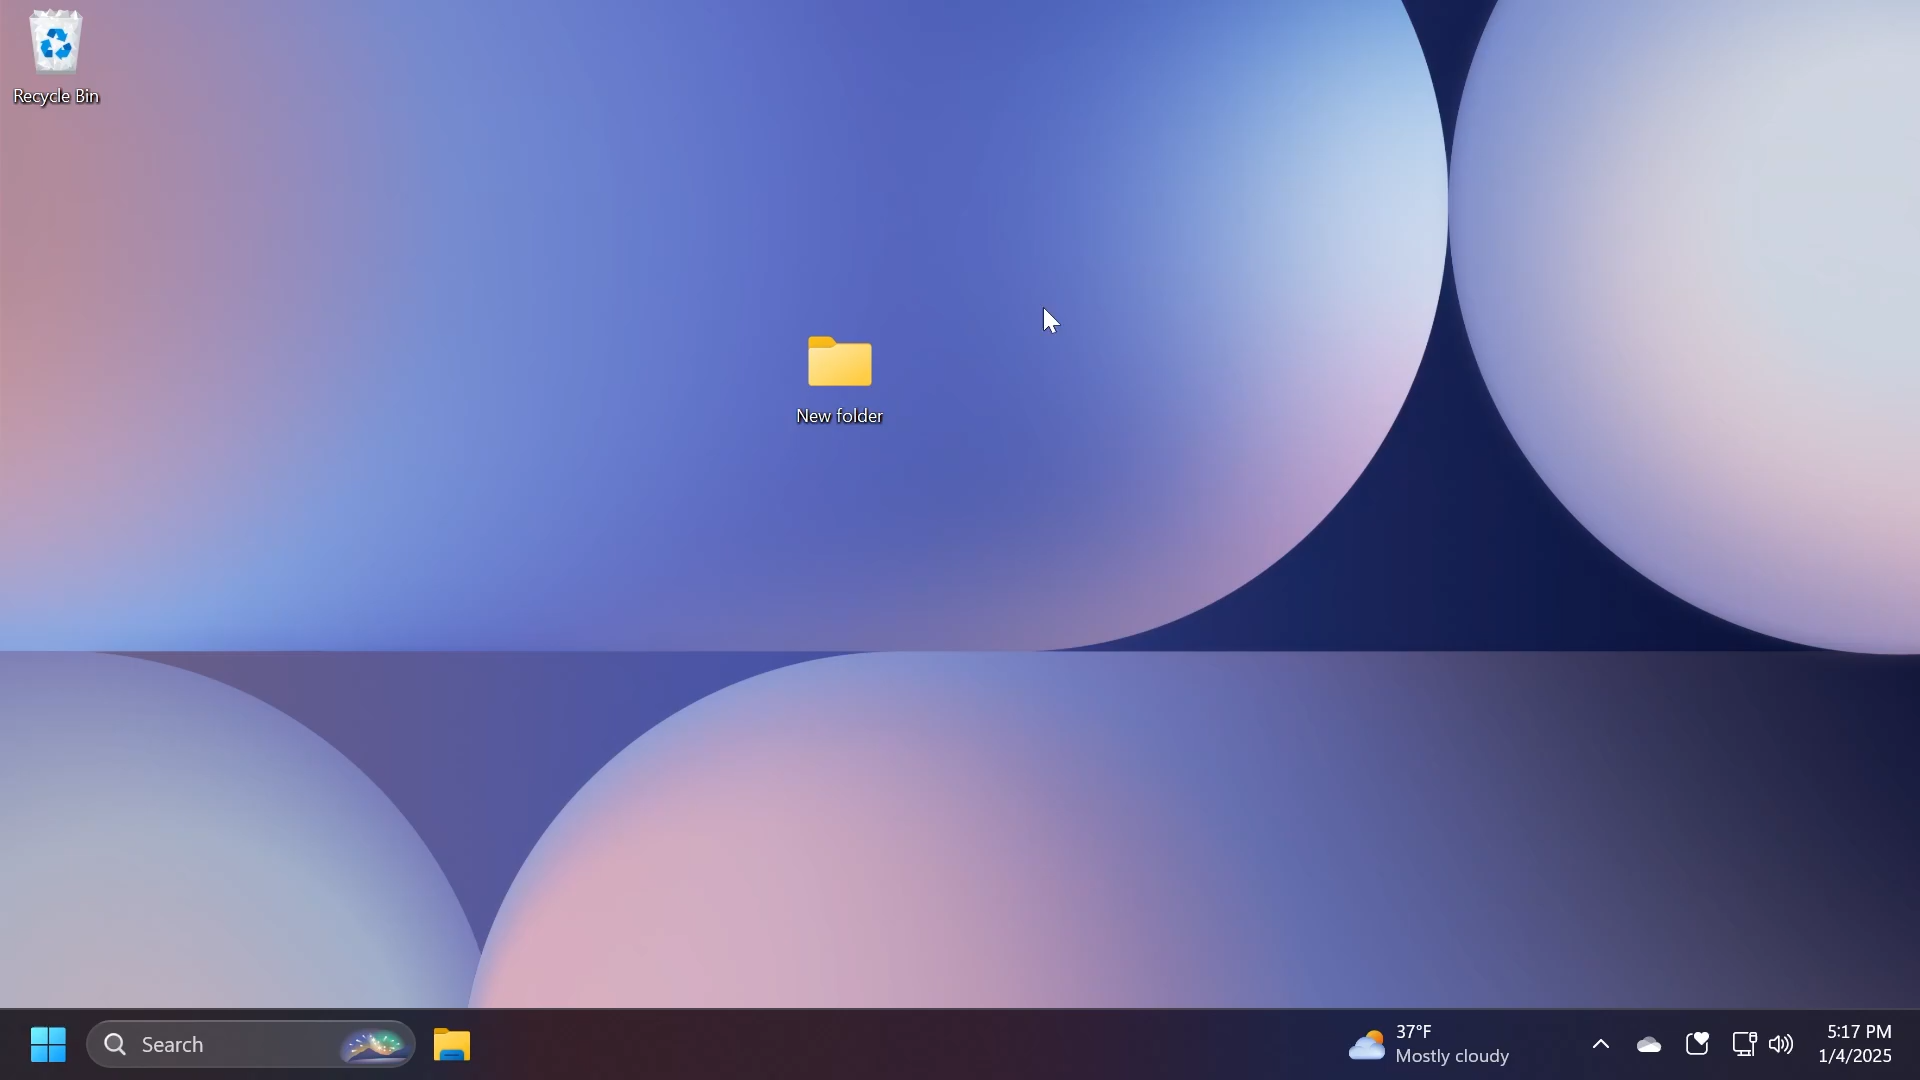 Recycle Bin
New folder
Search
37°F
Mostly cloudy
5:17 PM
1/4/2025